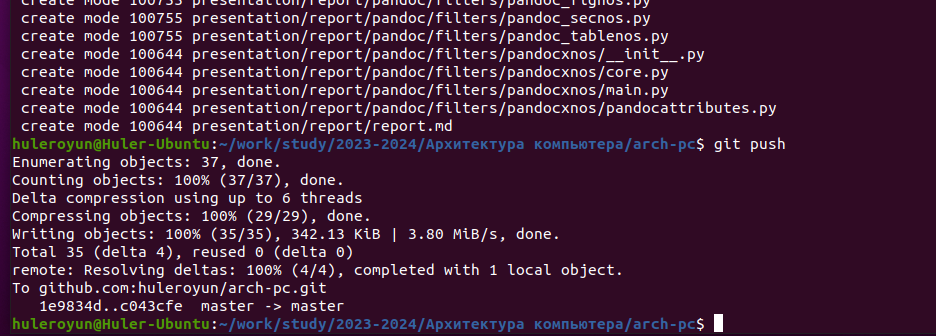 create mode 100755 presentation/report/pandoc/filters/pandoc_fignos.py
create mode 100755 presentation/report/pandoc/filters/pandoc_secnos.py
create mode 100755 presentation/report/pandoc/filters/pandoc_tablenos.py
create mode 100644 presentation/report/pandoc/filters/pandocxnos/__init__.py
create mode 100644 presentation/report/pandoc/filters/pandocxnos/core.py
create mode 100644 presentation/report/pandoc/filters/pandocxnos/main.py
create mode 100644 presentation/report/pandoc/filters/pandocxnos/pandocattributes.py
create mode 100644 presentation/report/report.md
huleroyun@Huler-Ubuntu:~/work/study/2023-2024/Архитектура компьютера/arch-pc$ git push
Enumerating objects: 37, done.
Counting objects: 100% (37/37), done.
Delta compression using up to 6 threads
Compressing objects: 100% (29/29), done.
Writing objects: 100% (35/35), 342.13 KiB | 3.80 MiB/s, done.
Total 35 (delta 4), reused 0 (delta 0)
remote: Resolving deltas: 100% (4/4), completed with 1 local object.
To github.com:huleroyun/arch-pc.git
1e9834d..c043cfe  master -> master
huleroyun@Huler-Ubuntu:~/work/study/2023-2024/Архитектура компьютера/arch-pc$